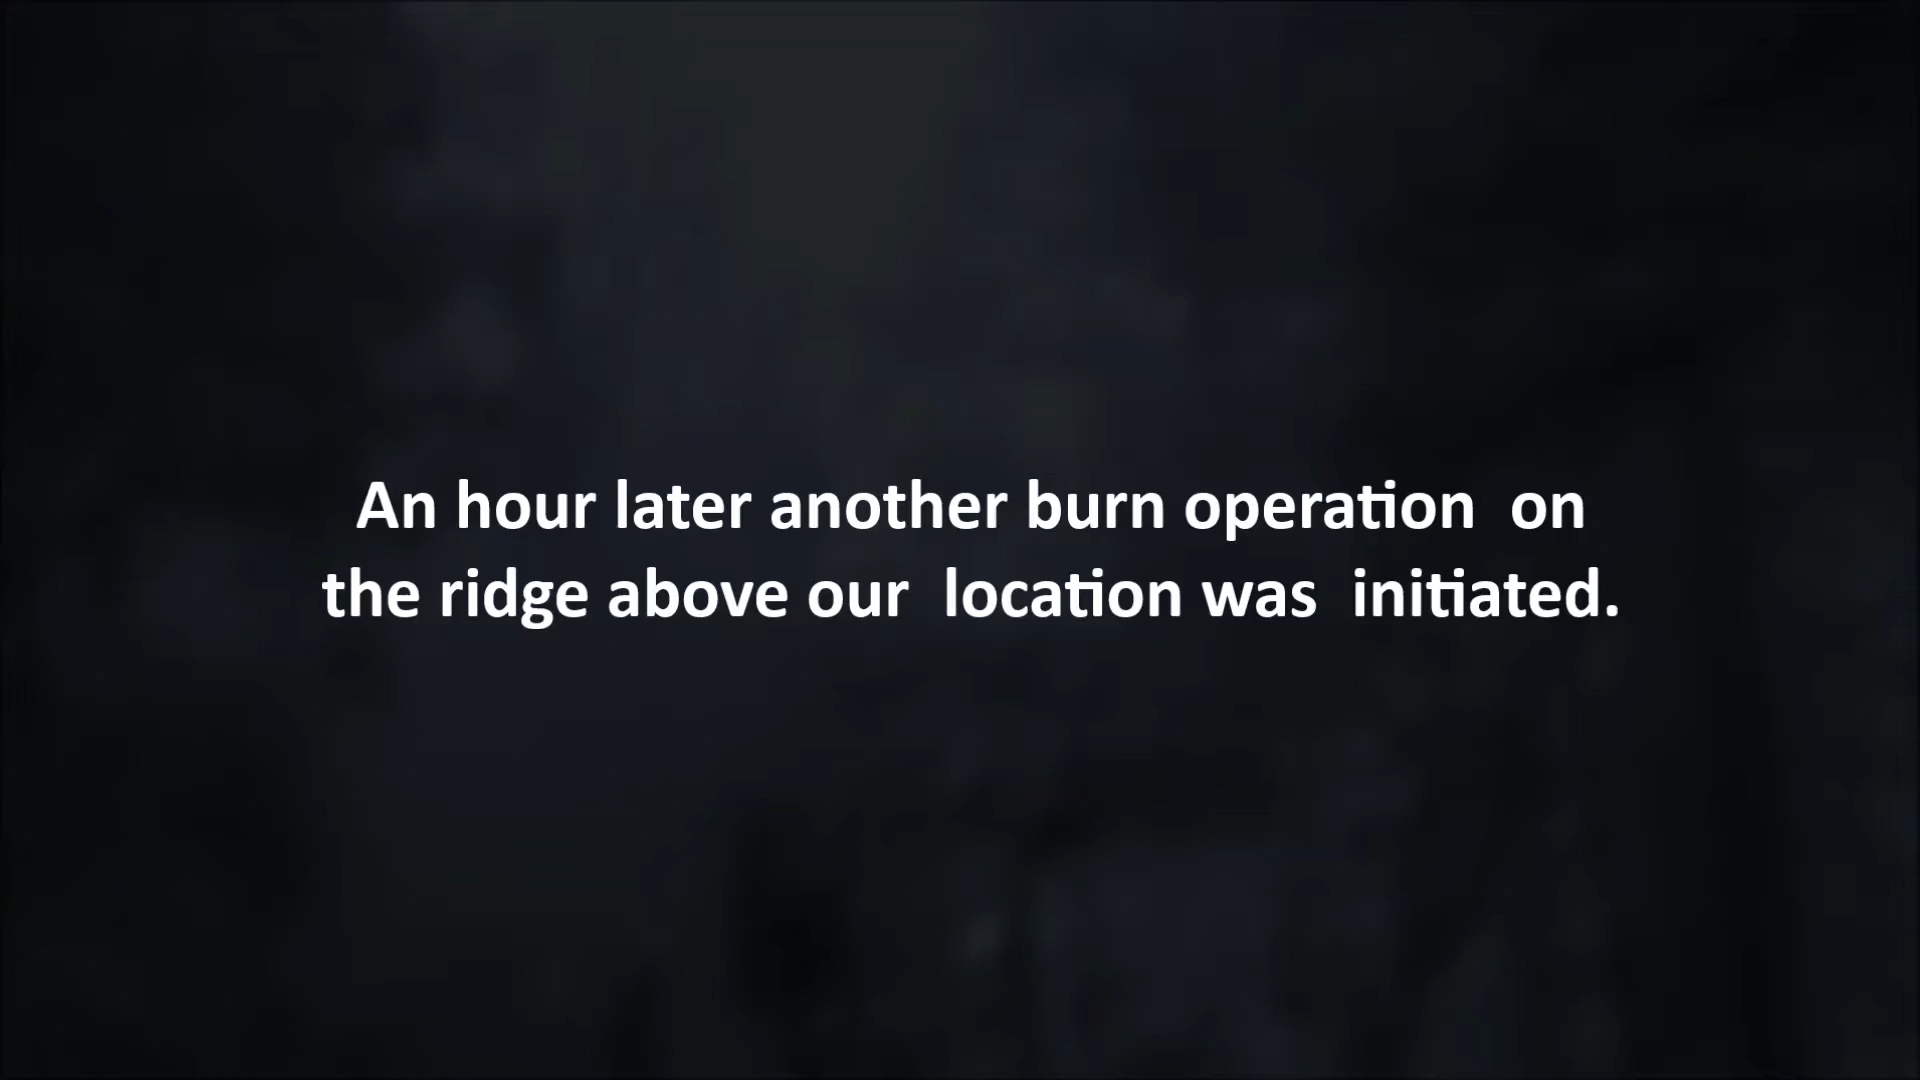 An hour later another burn operation  on
the ridge above our  location was  initiated.